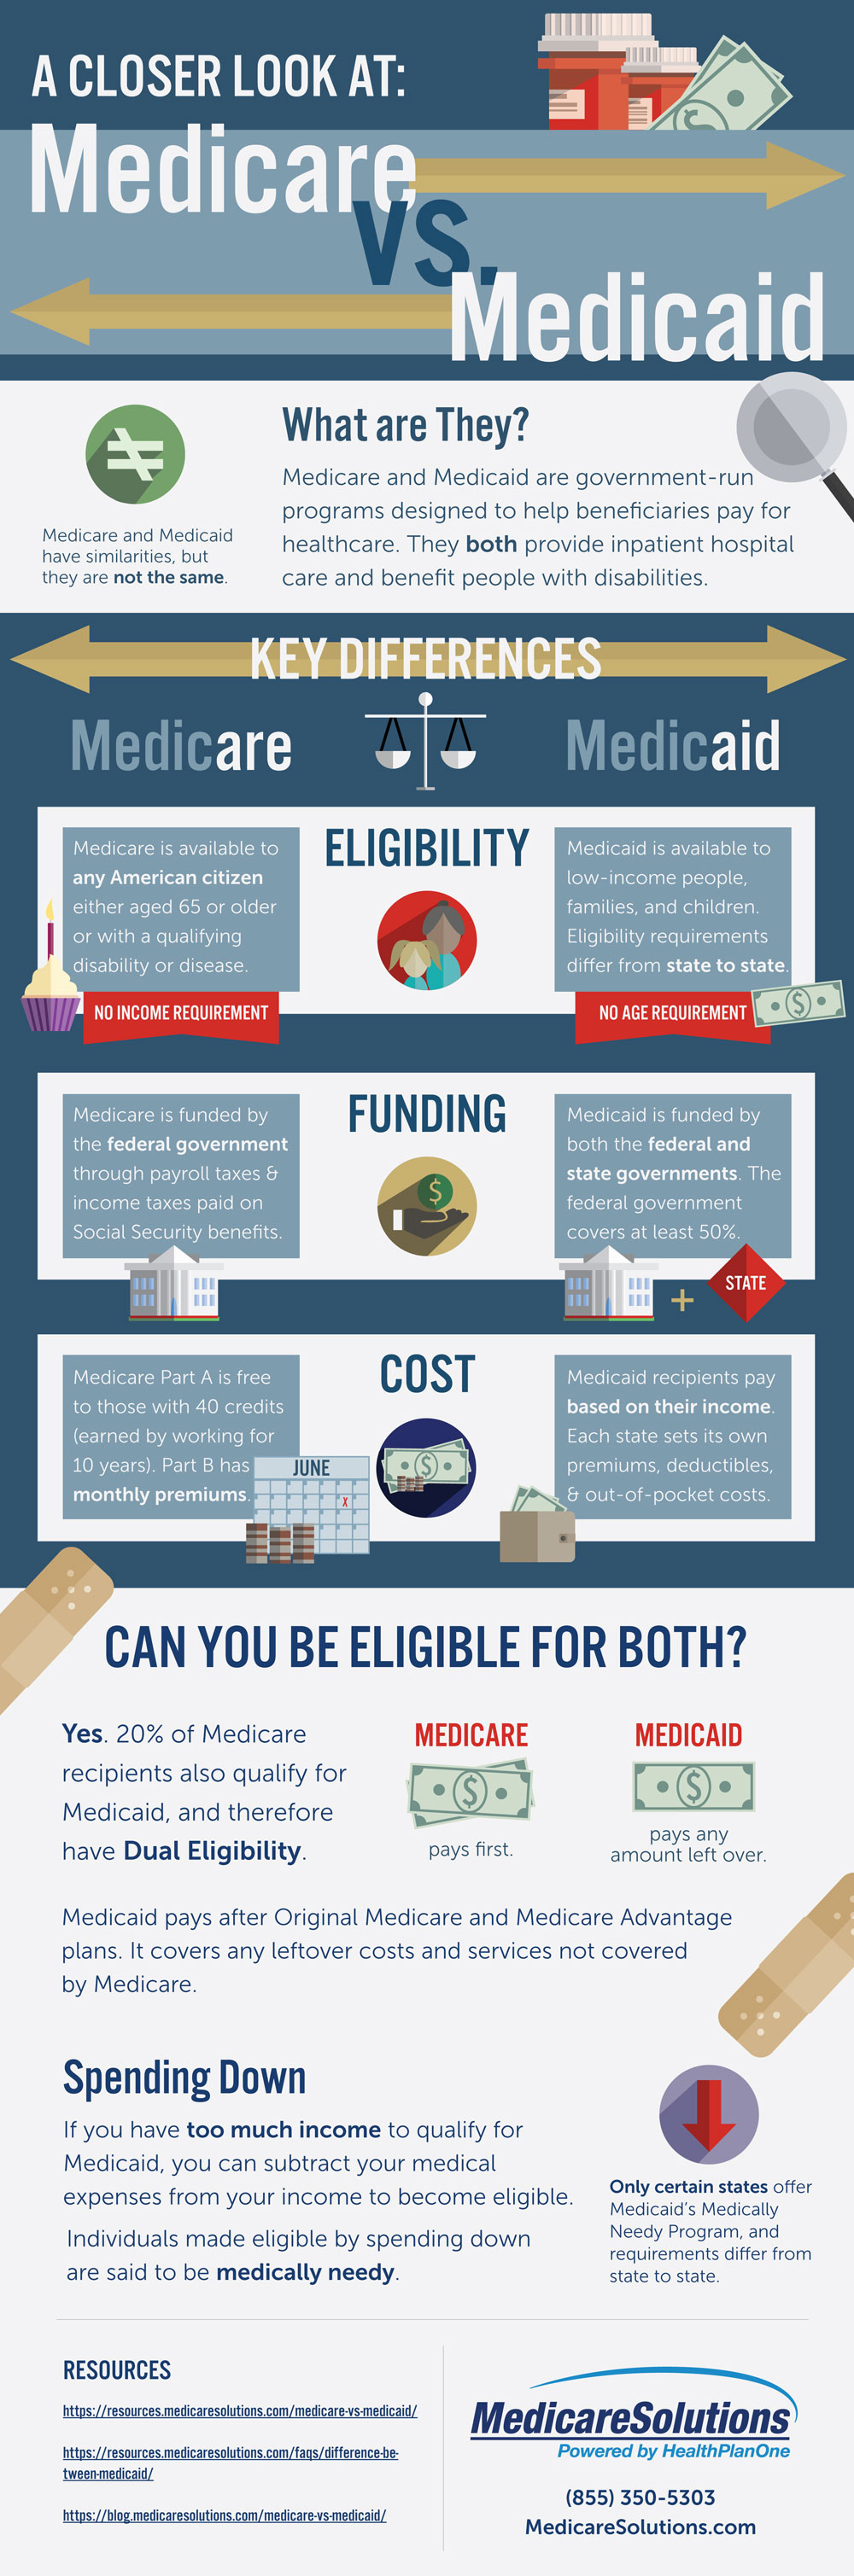 A CLOSER LOOK AT:
Medicare
VS.
Medicaid
What are They?
Medicare and Medicaid are government-run
programs designed to help beneficiaries pay for
healthcare. They both provide inpatient hospital
care and benefit people with disabilities.
Medicare and Medicaid
have similarities, but
they are not the same.
KEY DIFFERENCES
Medicare
Medicaid
ELIGIBILITY
Medicare is available to
any American citizen
either aged 65 or older
or with a qualifying
disability or disease.
NO INCOME REQUIREMENT
Medicaid is available to
low-income people,
families, and children.
Eligibility requirements
differ from state to state.
NO AGE REQUIREMENT
$
FUNDING
Medicare is funded by
the federal government
through payroll taxes &
income taxes paid on
Social Security benefits.
$
Medicaid is funded by
both the federal and
state governments. The
federal government
covers at least 50%.
+
STATE
COST
Medicare Part A is free
to those with 40 credits
(earned by working for
10 years). Part B has
monthly premiums.
JUNE
X
$
Medicaid recipients pay
based on their income.
Each state sets its own
premiums, deductibles,
& out-of-pocket costs.
CAN YOU BE ELIGIBLE FOR BOTH?
Yes. 20% of Medicare
recipients also qualify for
Medicaid, and therefore
have Dual Eligibility.
MEDICARE
$
pays first.
MEDICAID
$
pays any
amount left over.
Medicaid pays after Original Medicare and Medicare Advantage
plans. It covers any leftover costs and services not covered
by Medicare.
Spending Down
If you have too much income to qualify for
Medicaid, you can subtract your medical
expenses from your income to become eligible.
Individuals made eligible by spending down
are said to be medically needy.
Only certain states offer
Medicaid's Medically
Needy Program, and
requirements differ from
state to state.
RESOURCES
https://resources.medicaresolutions.com/medicare-vs-medicaid/
https://resources.medicaresolutions.com/faqs/difference-be-
tween-medicaid/
https://blog.medicaresolutions.com/medicare-vs-medicaid/
MedicareSolutions
Powered by HealthPlanOne
(855) 350-5303
MedicareSolutions.com